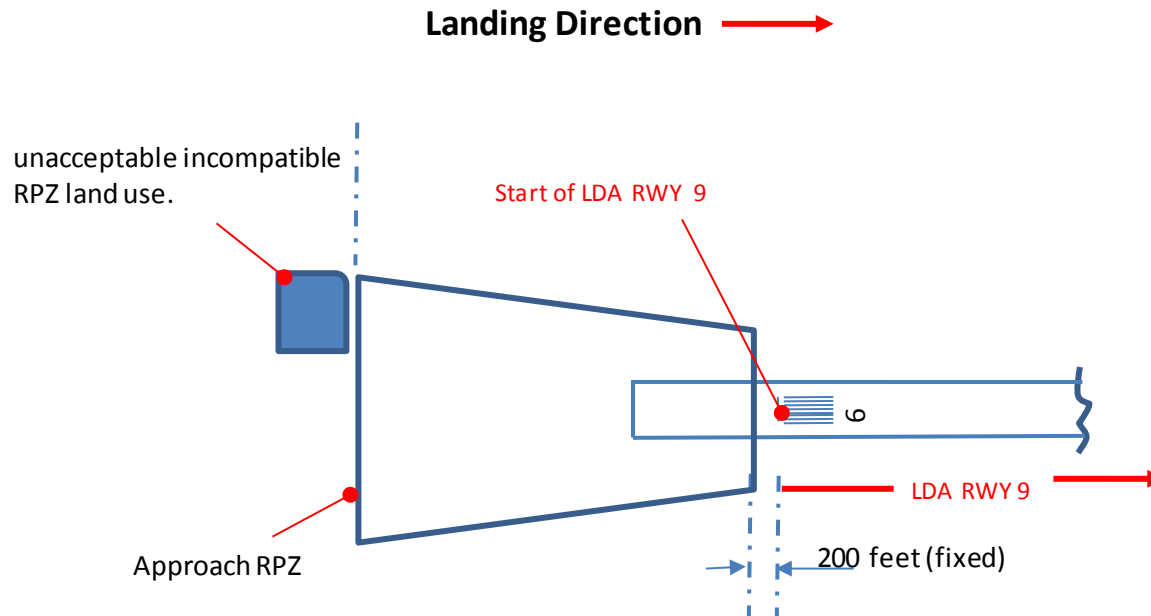 Landing Direction
unacceptable incompatible
RPZ land use.
Start of LDA RWY 9
9
LDA RWY 9
200 feet (fixed)
Approach RPZ